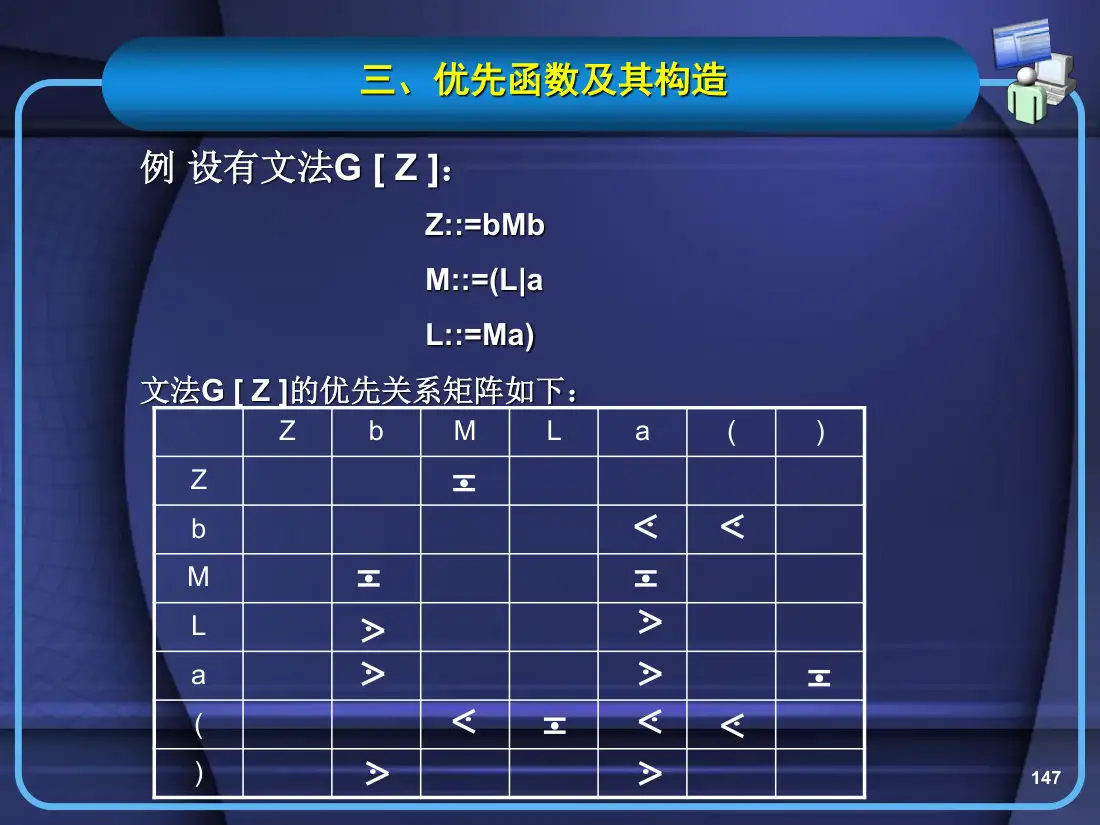 三、优先函数及其构造
例 设有文法G [ Z ]:
Z::=bMb
M::=(L|a
L::=Ma)
文法G [ Z ]的优先关系矩阵如下:
Z b M L a ( )
Z ≐
b ⋖ ⋖
M ≐ ≐
L ⋗ ⋗
a ⋗ ⋗ ≐
( ⋖ ≐ ⋖ ⋖
) ⋗ ⋗
147